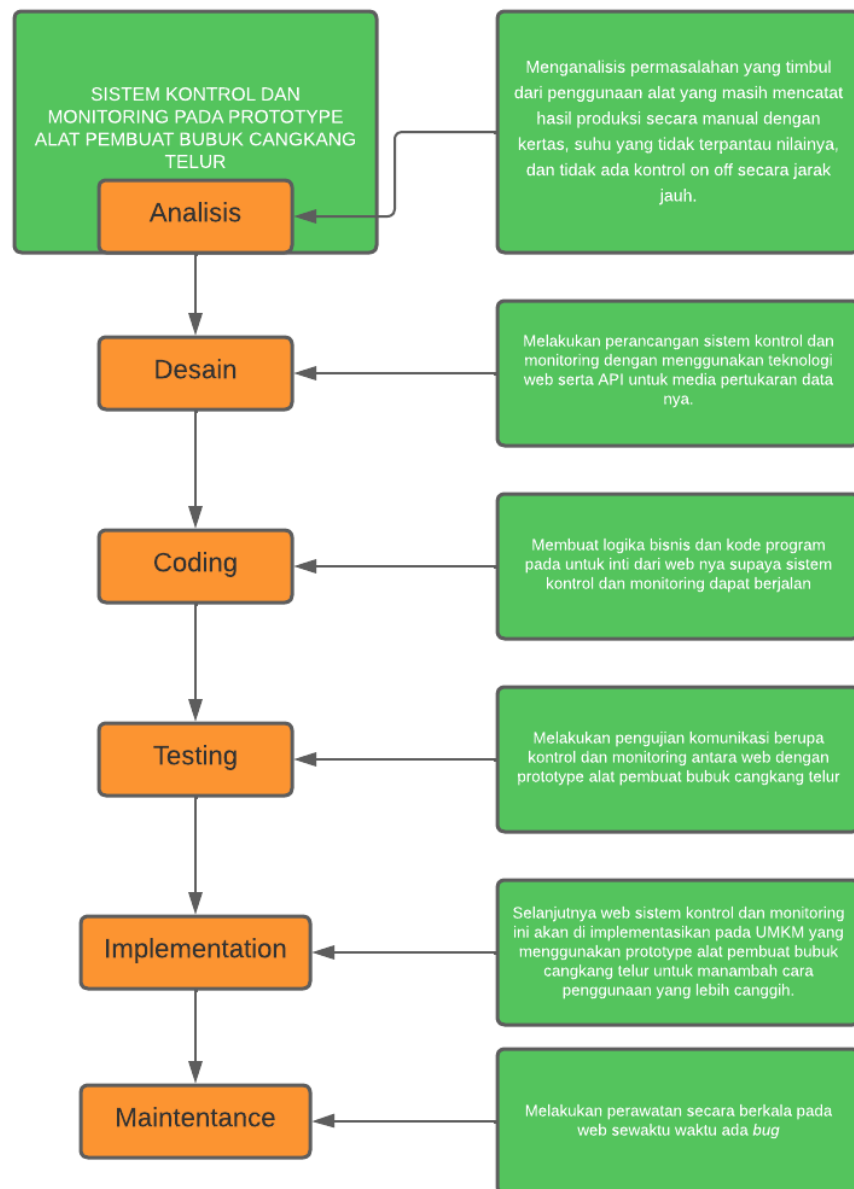 SISTEM KONTROL DAN
MONITORING PADA PROTOTYPE
ALAT PEMBUAT BUBUK CANGKANG
TELUR
Analisis
Menganalisis permasalahan yang timbul
dari penggunaan alat yang masih mencatat
hasil produksi secara manual dengan
kertas, suhu yang tidak terpantau nilainya,
dan tidak ada kontrol on off secara jarak
jauh.
Desain
Melakukan perancangan sistem kontrol dan
monitoring dengan menggunakan teknologi
web serta API untuk media pertukaran data
nya.
Coding
Membuat logika bisnis dan kode program
pada untuk inti dari web nya supaya sistem
kontrol dan monitoring dapat berjalan
Testing
Melakukan pengujian komunikasi berupa
kontrol dan monitoring antara web dengan
prototype alat pembuat bubuk cangkang telur
Implementation
Selanjutnya web sistem kontrol dan monitoring
ini akan di implementasikan pada UMKM yang
menggunakan prototype alat pembuat bubuk
cangkang telur untuk manambah cara
penggunaan yang lebih canggih.
Maintentance
Melakukan perawatan secara berkala pada
web sewaktu waktu ada bug